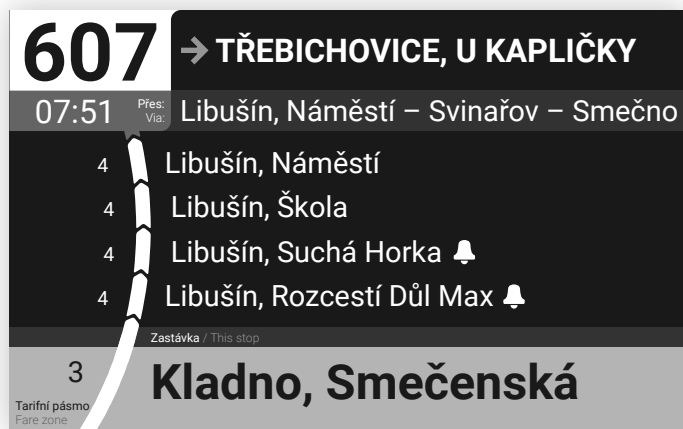 607 → TŘEBICHOVICE, U KAPLIČKY
07:51 Přes: Via: Libušín, Náměstí – Svinařov – Smečno
4 Libušín, Náměstí
4 Libušín, Škola
4 Libušín, Suchá Horka
4 Libušín, Rozcestí Důl Max
Zastávka / This stop
3 Kladno, Smečenská
Tarifní pásmo
Fare zone